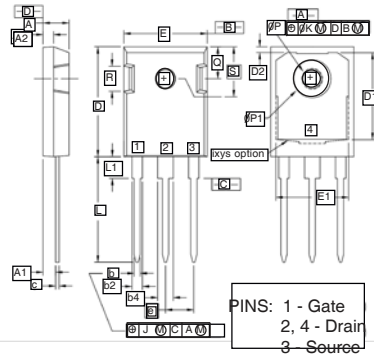 D
A
A2
E
B
R
Q
S
D
1
2
3
L1
C
L
A1
c
b
b2
b4
e
⊕ J Ⓜ C A Ⓜ
A
ØP
⊕ ØK Ⓜ D B Ⓜ
D2
D1
ØP1
4
ixys option
E1
PINS: 1 - Gate
2, 4 - Drain
3 - Source